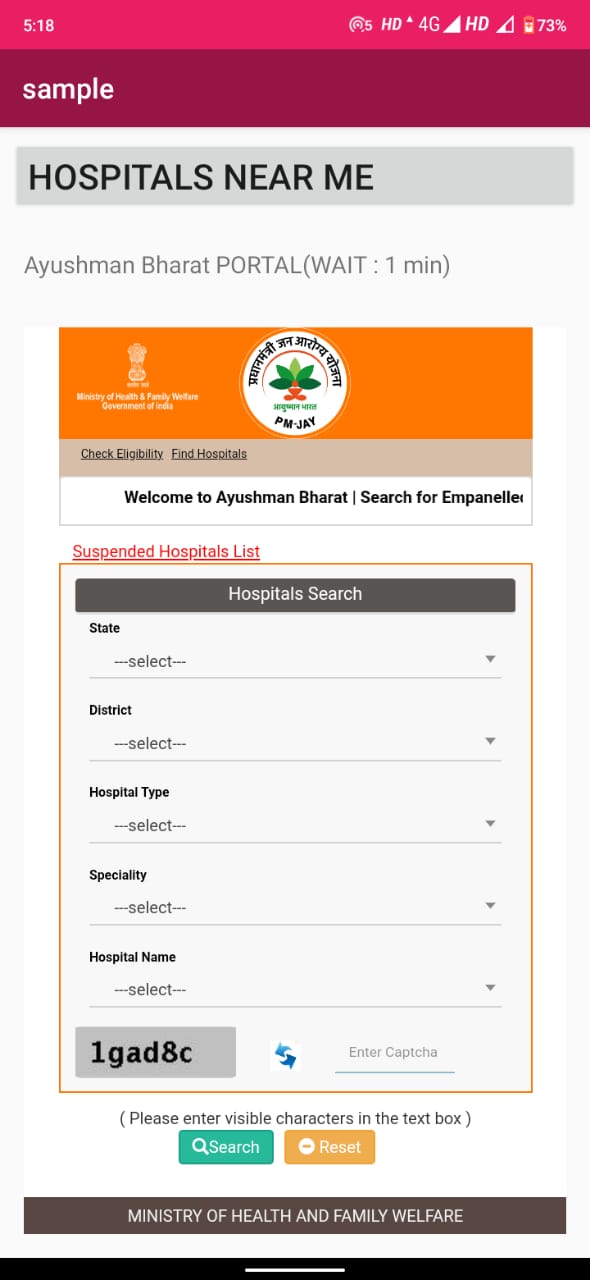 5:18
5 HD 4G HD 73%
sample
HOSPITALS NEAR ME
Ayushman Bharat PORTAL(WAIT : 1 min)
सत्यमेव जयते
Ministry of Health & Family Welfare
Government of India
प्रधानमंत्री जन आरोग्य योजना
आयुष्मान भारत
PM-JAY
Check Eligibility Find Hospitals
Welcome to Ayushman Bharat | Search for Empanelled
Suspended Hospitals List
Hospitals Search
State
---select---
District
---select---
Hospital Type
---select---
Speciality
---select---
Hospital Name
---select---
1gad8c
Enter Captcha
( Please enter visible characters in the text box )
Search Reset
MINISTRY OF HEALTH AND FAMILY WELFARE